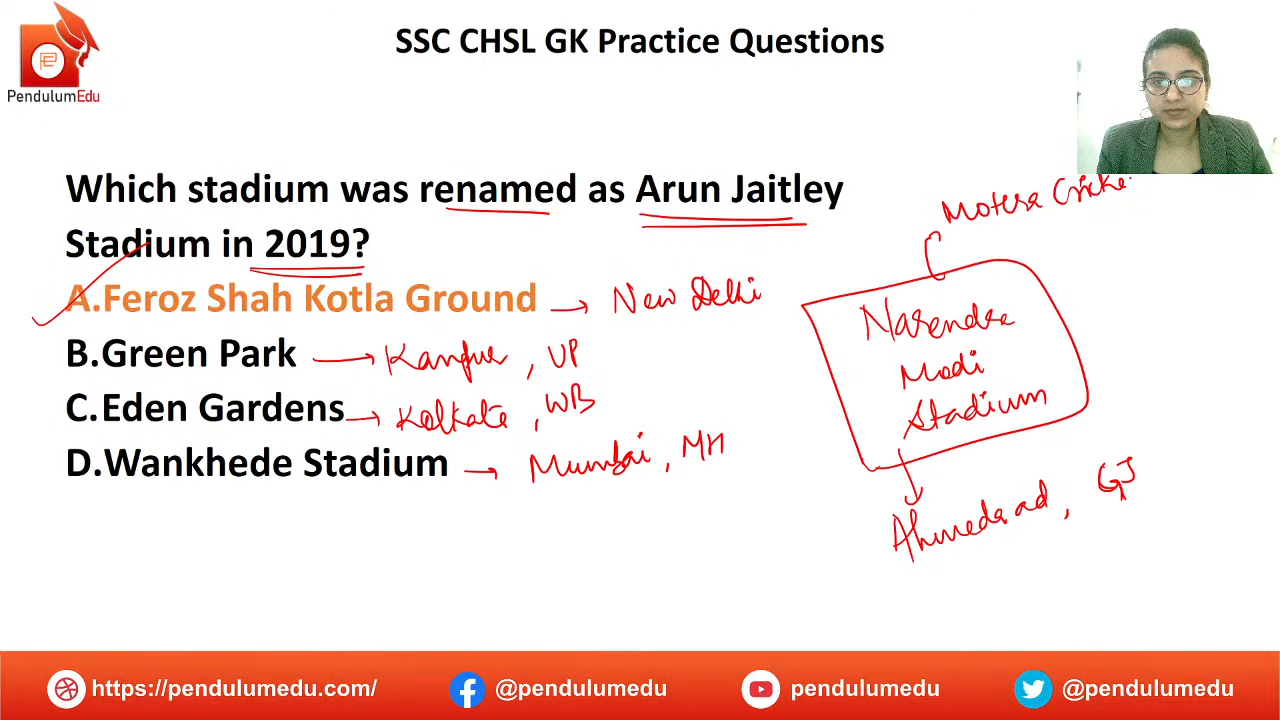 SSC CHSL GK Practice Questions
PendulumEdu
Which stadium was renamed as Arun Jaitley
Stadium in 2019?
A.Feroz Shah Kotla Ground → New Delhi
B.Green Park → Kanpur, UP
C.Eden Gardens → Kolkata, WB
D.Wankhede Stadium → Mumbai, MH
Motera Cricke
Narendra
Modi
Stadium
Ahmedabad, GJ
https://pendulumedu.com/
@pendulumedu
pendulumedu
@pendulumedu